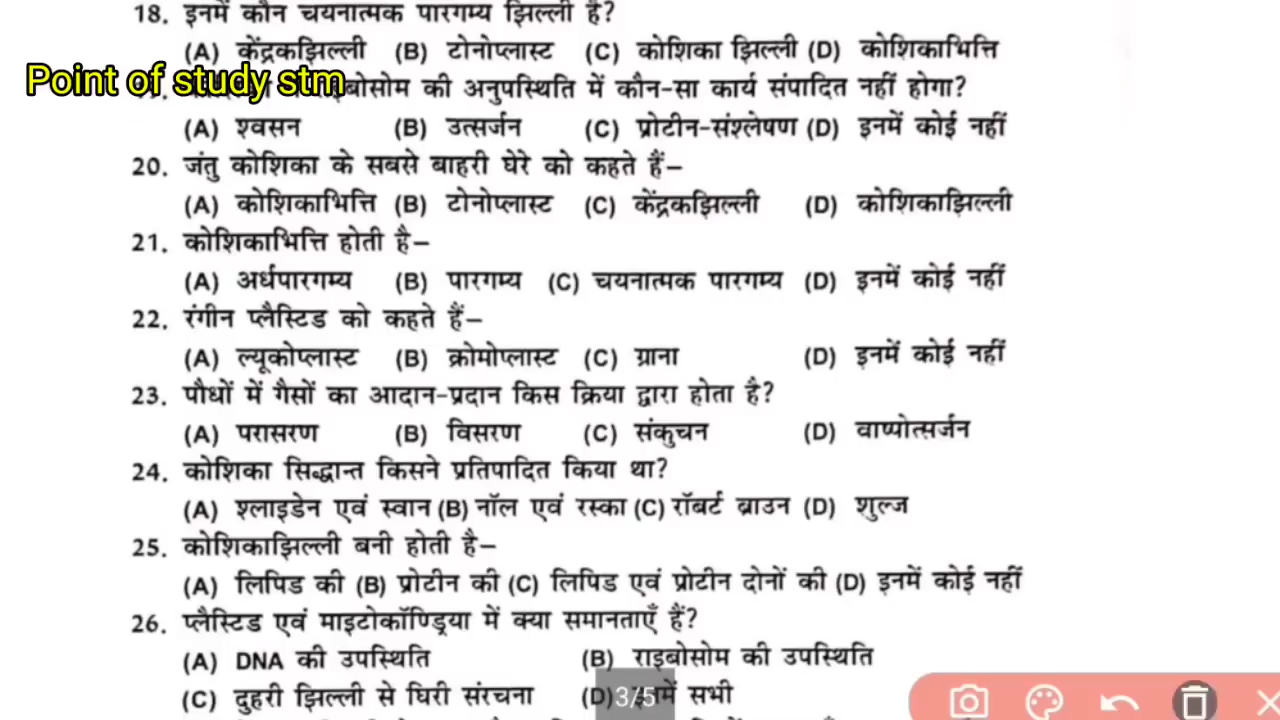 18. इनमें कौन चयनात्मक पारगम्य झिल्ली है?
(A) केंद्रकझिल्ली (B) टोनोप्लास्ट (C) कोशिका झिल्ली (D) कोशिकाभित्ति
Point of study stm
की अनुपस्थिति में कौन-सा कार्य संपादित नहीं होगा?
(A) श्वसन (B) उत्सर्जन (C) प्रोटीन-संश्लेषण (D) इनमें कोई नहीं
20. जंतु कोशिका के सबसे बाहरी घेरे को कहते हैं–
(A) कोशिकाभित्ति (B) टोनोप्लास्ट (C) केंद्रकझिल्ली (D) कोशिकाझिल्ली
21. कोशिकाभित्ति होती है–
(A) अर्धपारगम्य (B) पारगम्य (C) चयनात्मक पारगम्य (D) इनमें कोई नहीं
22. रंगीन प्लैस्टिड को कहते हैं–
(A) ल्यूकोप्लास्ट (B) क्रोमोप्लास्ट (C) ग्राना (D) इनमें कोई नहीं
23. पौधों में गैसों का आदान-प्रदान किस क्रिया द्वारा होता है?
(A) परासरण (B) विसरण (C) संकुचन (D) वाष्पोत्सर्जन
24. कोशिका सिद्धान्त किसने प्रतिपादित किया था?
(A) श्लाइडेन एवं स्वान (B) नॉल एवं रस्का (C) रॉबर्ट ब्राउन (D) शुल्ज
25. कोशिकाझिल्ली बनी होती है–
(A) लिपिड की (B) प्रोटीन की (C) लिपिड एवं प्रोटीन दोनों की (D) इनमें कोई नहीं
26. प्लैस्टिड एवं माइटोकॉण्ड्रिया में क्या समानताएँ हैं?
(A) DNA की उपस्थिति (B) राइबोसोम की उपस्थिति
(C) दुहरी झिल्ली से घिरी संरचना (D) इनमें सभी
3/5